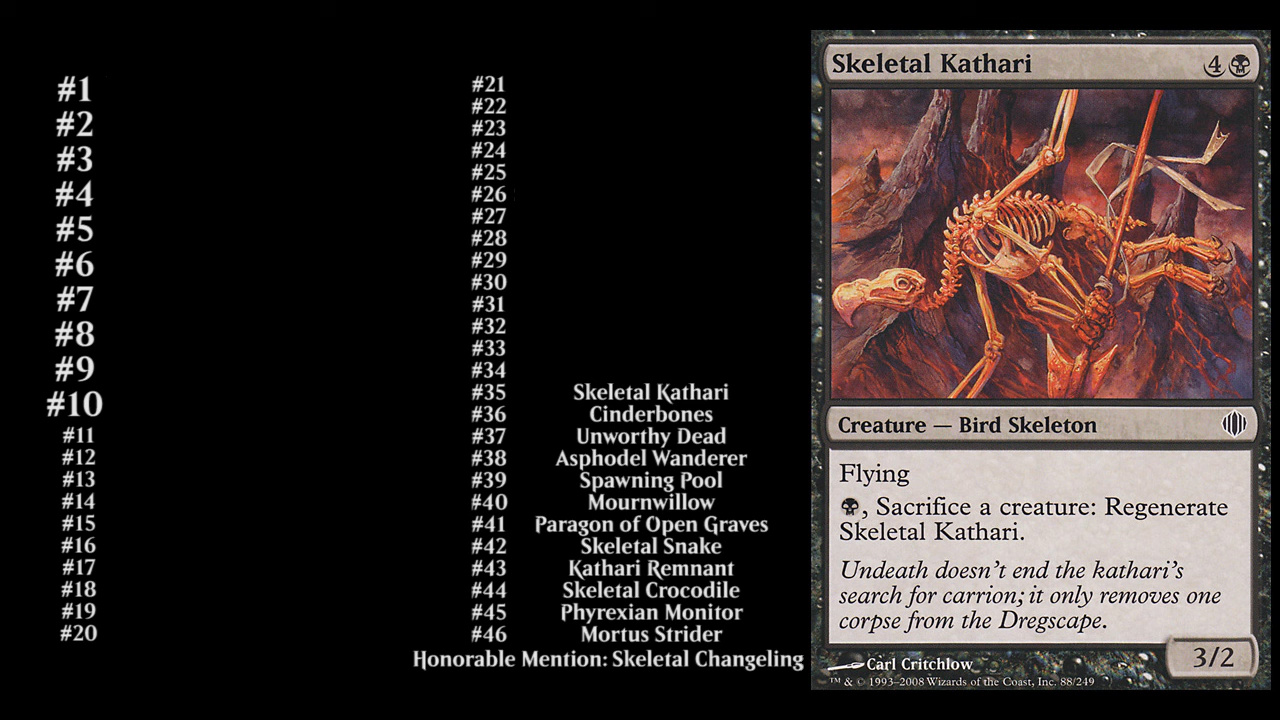 #1
#2
#3
#4
#5
#6
#7
#8
#9
#10
#11
#12
#13
#14
#15
#16
#17
#18
#19
#20
#21
#22
#23
#24
#25
#26
#27
#28
#29
#30
#31
#32
#33
#34
#35 Skeletal Kathari
#36 Cinderbones
#37 Unworthy Dead
#38 Asphodel Wanderer
#39 Spawning Pool
#40 Mournwillow
#41 Paragon of Open Graves
#42 Skeletal Snake
#43 Kathari Remnant
#44 Skeletal Crocodile
#45 Phyrexian Monitor
#46 Mortus Strider
Honorable Mention: Skeletal Changeling
Skeletal Kathari 4
Creature — Bird Skeleton
Flying
, Sacrifice a creature: Regenerate
Skeletal Kathari.
Undeath doesn't end the kathari's
search for carrion; it only removes one
corpse from the Dregscape.
3/2
Carl Critchlow
™ & © 1993–2008 Wizards of the Coast, Inc. 88/249